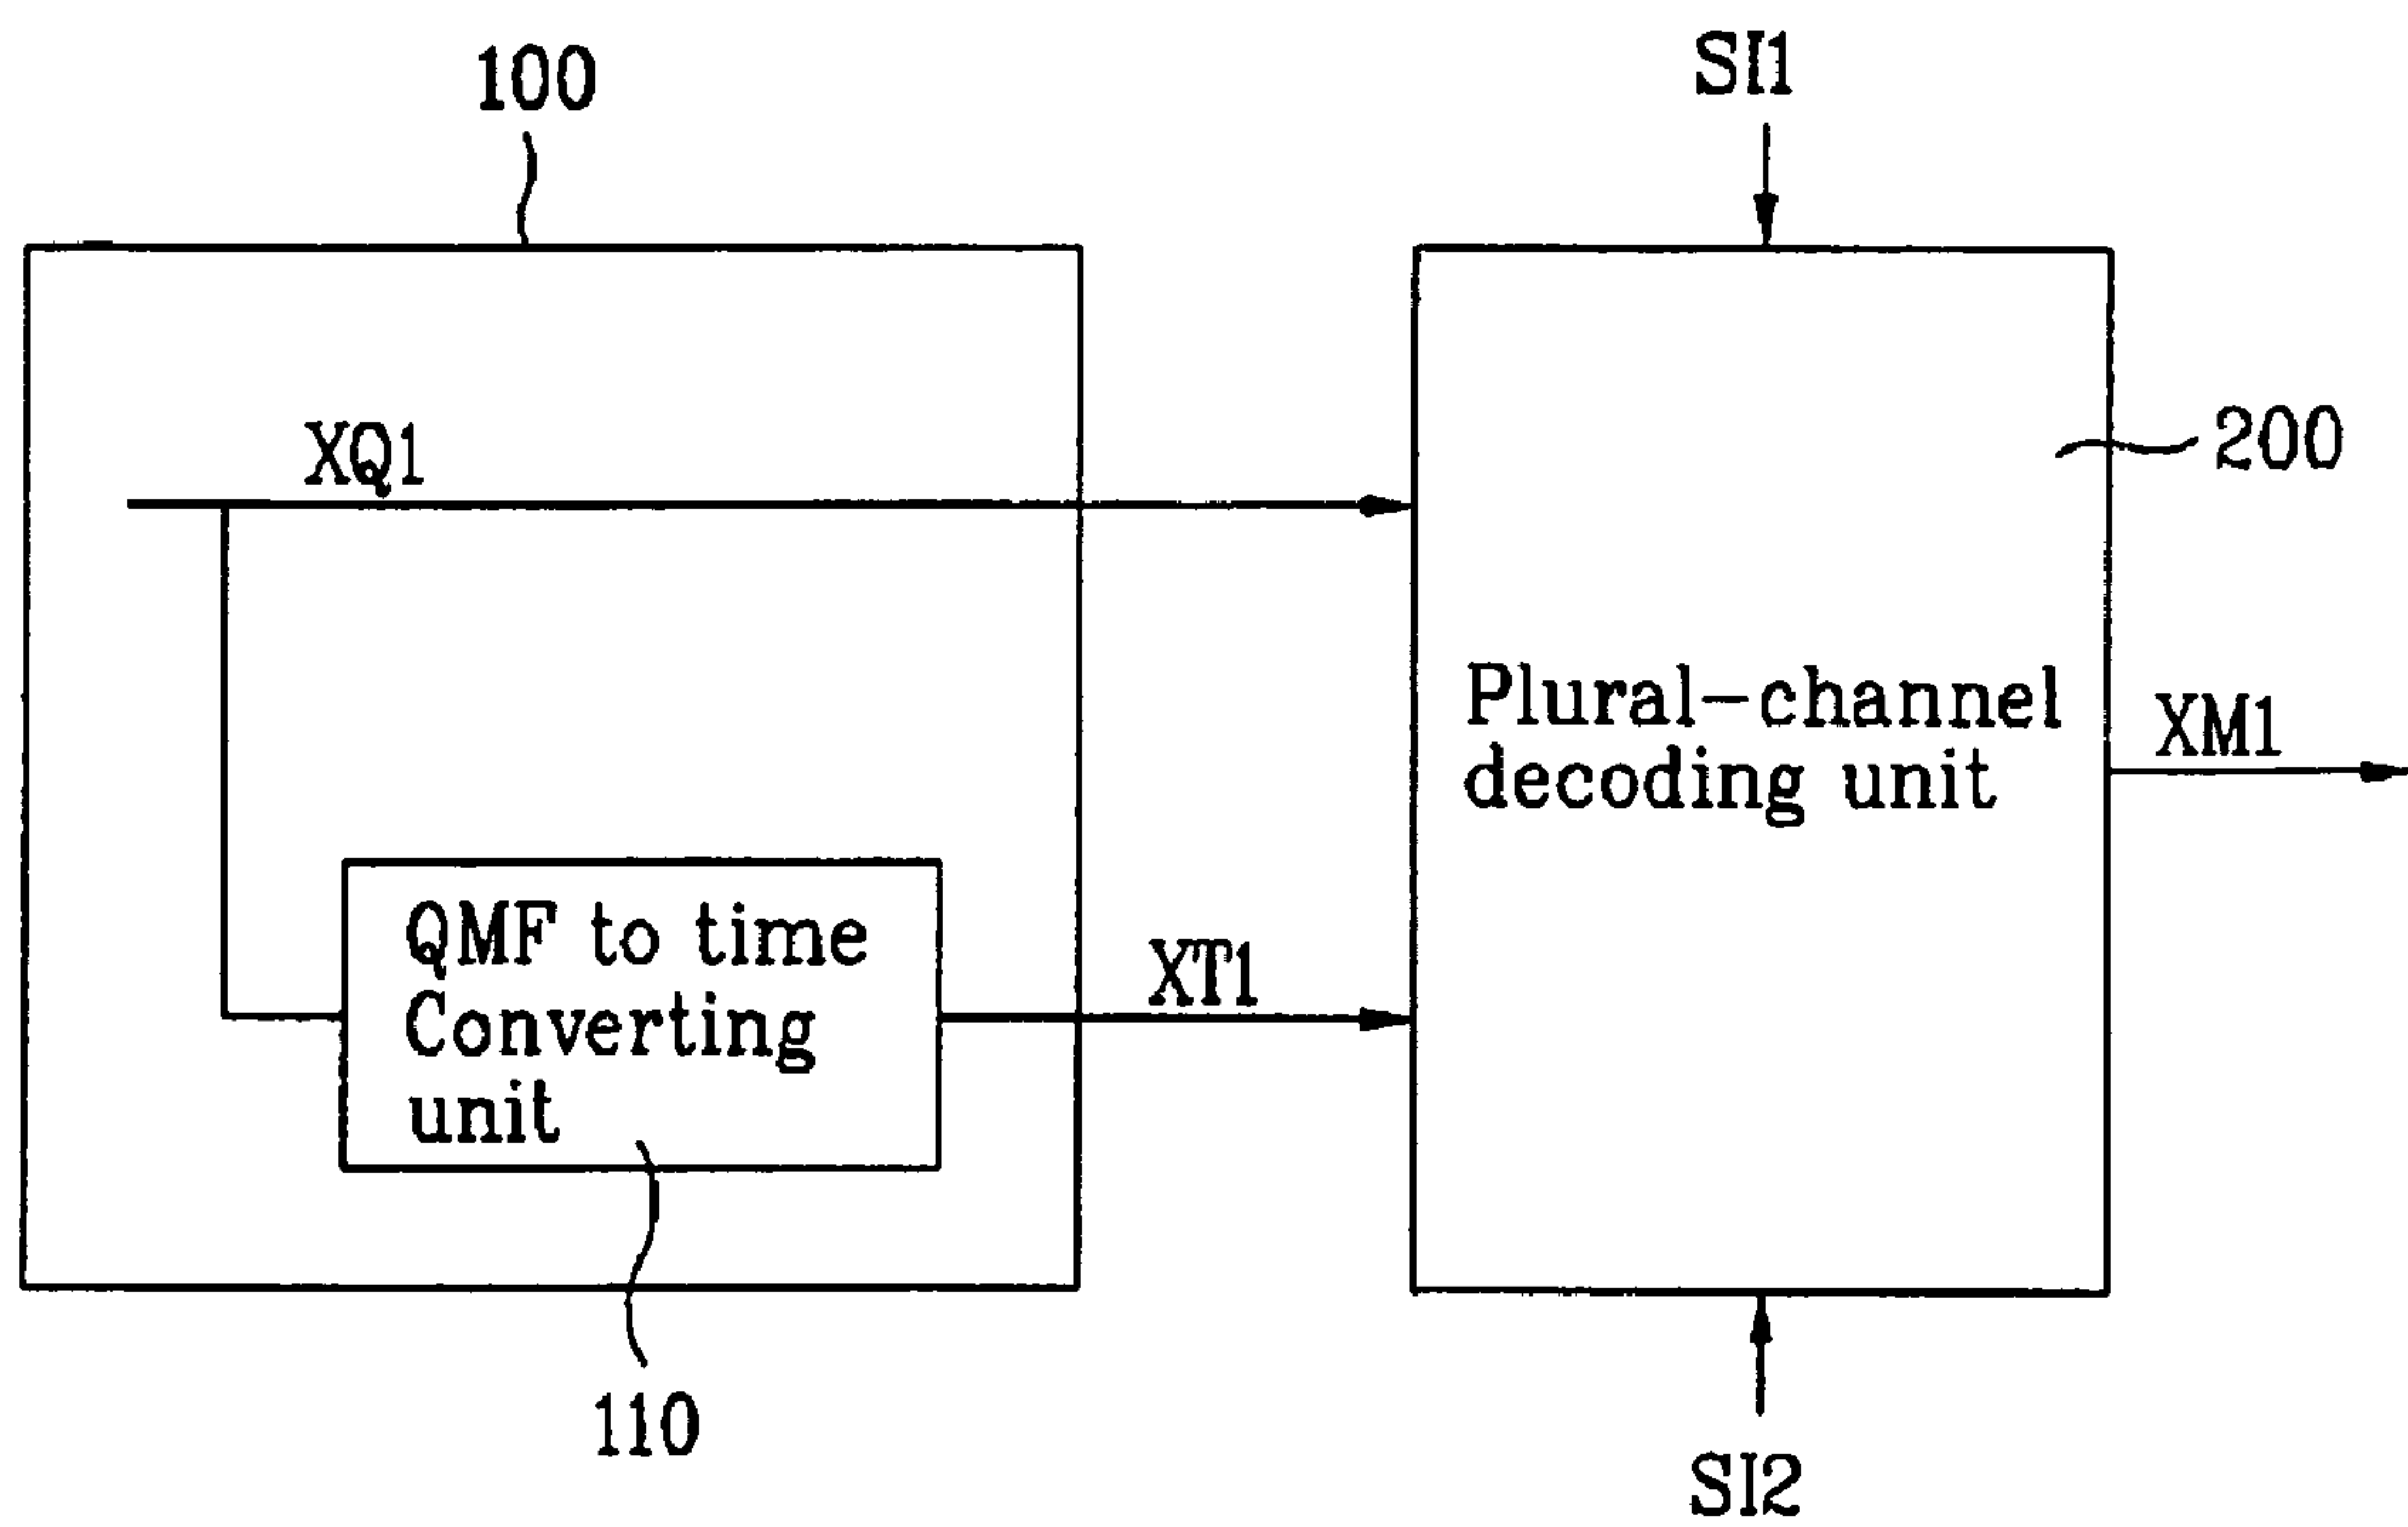 100
SI1
XQ1
200
Plural-channel
decoding unit
XM1
QMF to time
Converting
unit
XT1
110
SI2